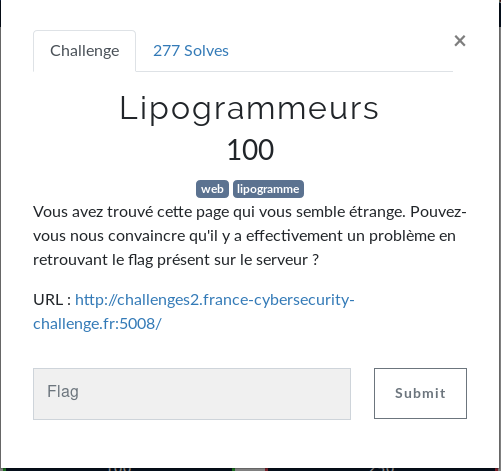 Challenge
277 Solves
×
Lipogrammeurs
100
web lipogramme
Vous avez trouvé cette page qui vous semble étrange. Pouvez-
vous nous convaincre qu'il y a effectivement un problème en
retrouvant le flag présent sur le serveur ?
URL : http://challenges2.france-cybersecurity-
challenge.fr:5008/
Flag
Submit